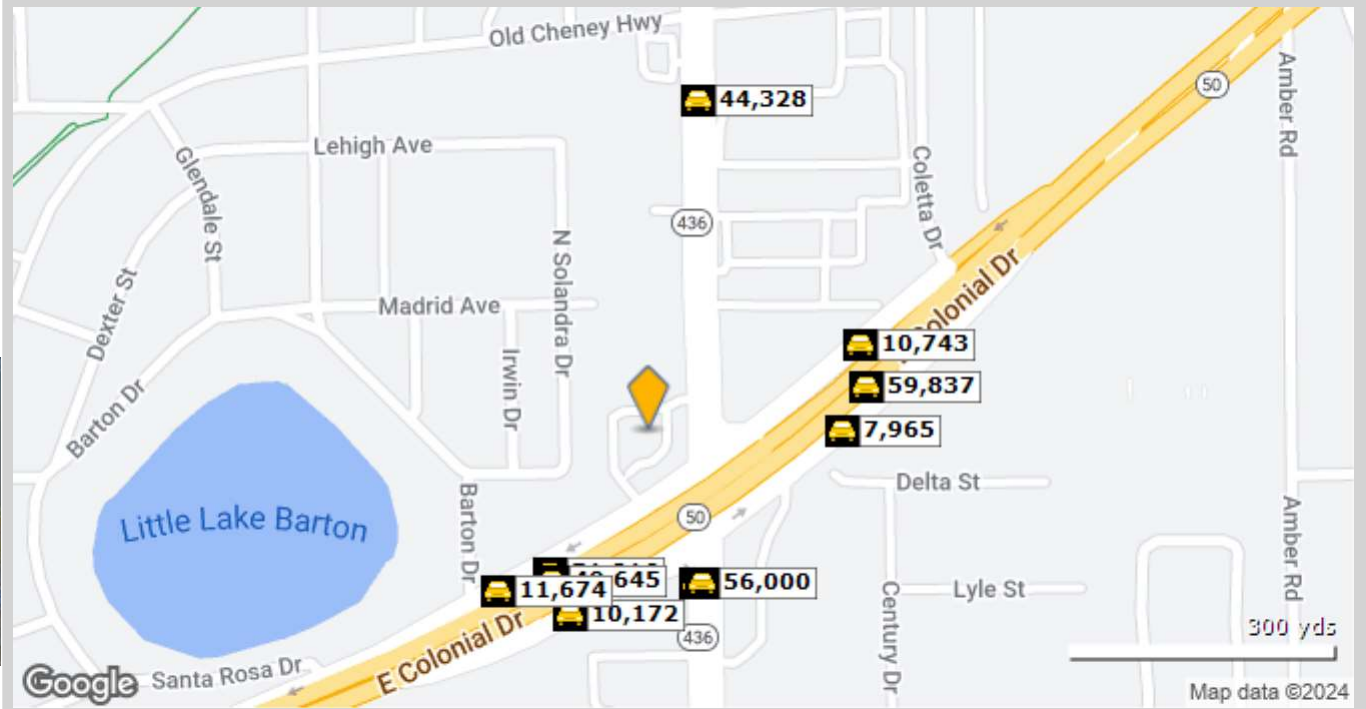 Old Cheney Hwy
50
Amber Rd
44,328
Lehigh Ave
Glendale St
Coletta Dr
436
N Solandra Dr
Dexter St
Madrid Ave
Irwin Dr
Colonial Dr
10,743
59,837
7,965
Barton Dr
Delta St
Little Lake Barton
Barton Dr
50
Amber Rd
645
11,674
56,000
10,172
Lyle St
Century Dr
436
300 yds
E Colonial Dr
Santa Rosa Dr
Google
Map data ©2024